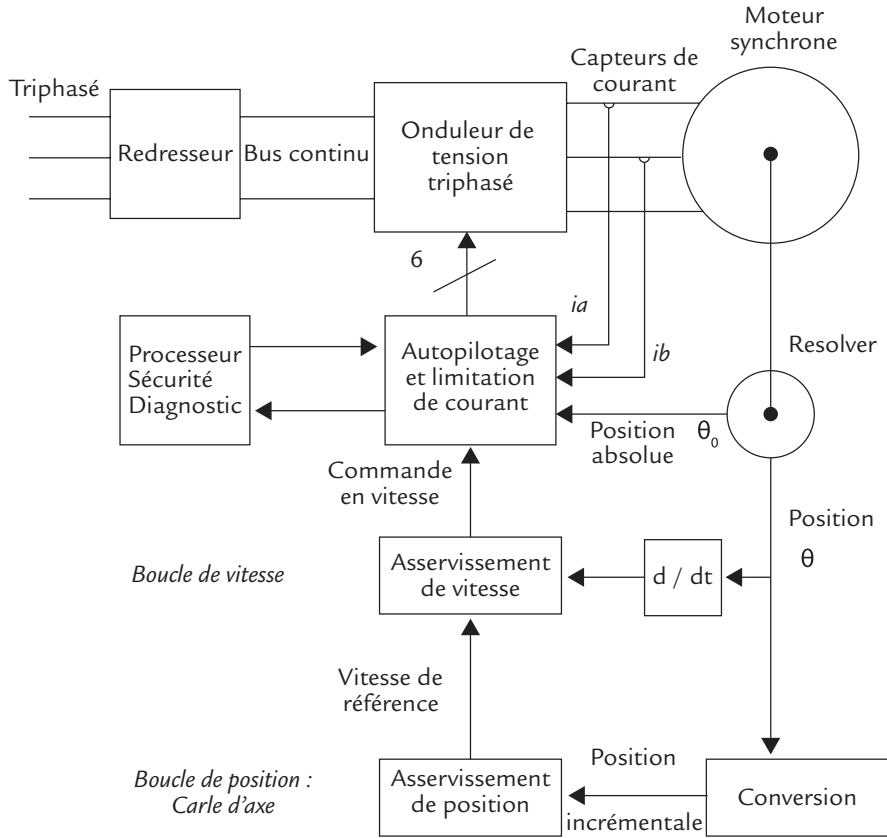 Moteur
synchrone
Capteurs de
courant
Triphasé
Redresseur
Bus continu
Onduleur de
tension
triphasé
6
ia
ib
Resolver
Processeur
Sécurité
Diagnostic
Autopilotage
et limitation
de courant
Position
absolue
θ0
Commande
en vitesse
Position
θ
Boucle de vitesse
Asservissement
de vitesse
d / dt
Vitesse de
référence
Boucle de position :
Carle d'axe
Asservissement
de position
Position
incrémentale
Conversion